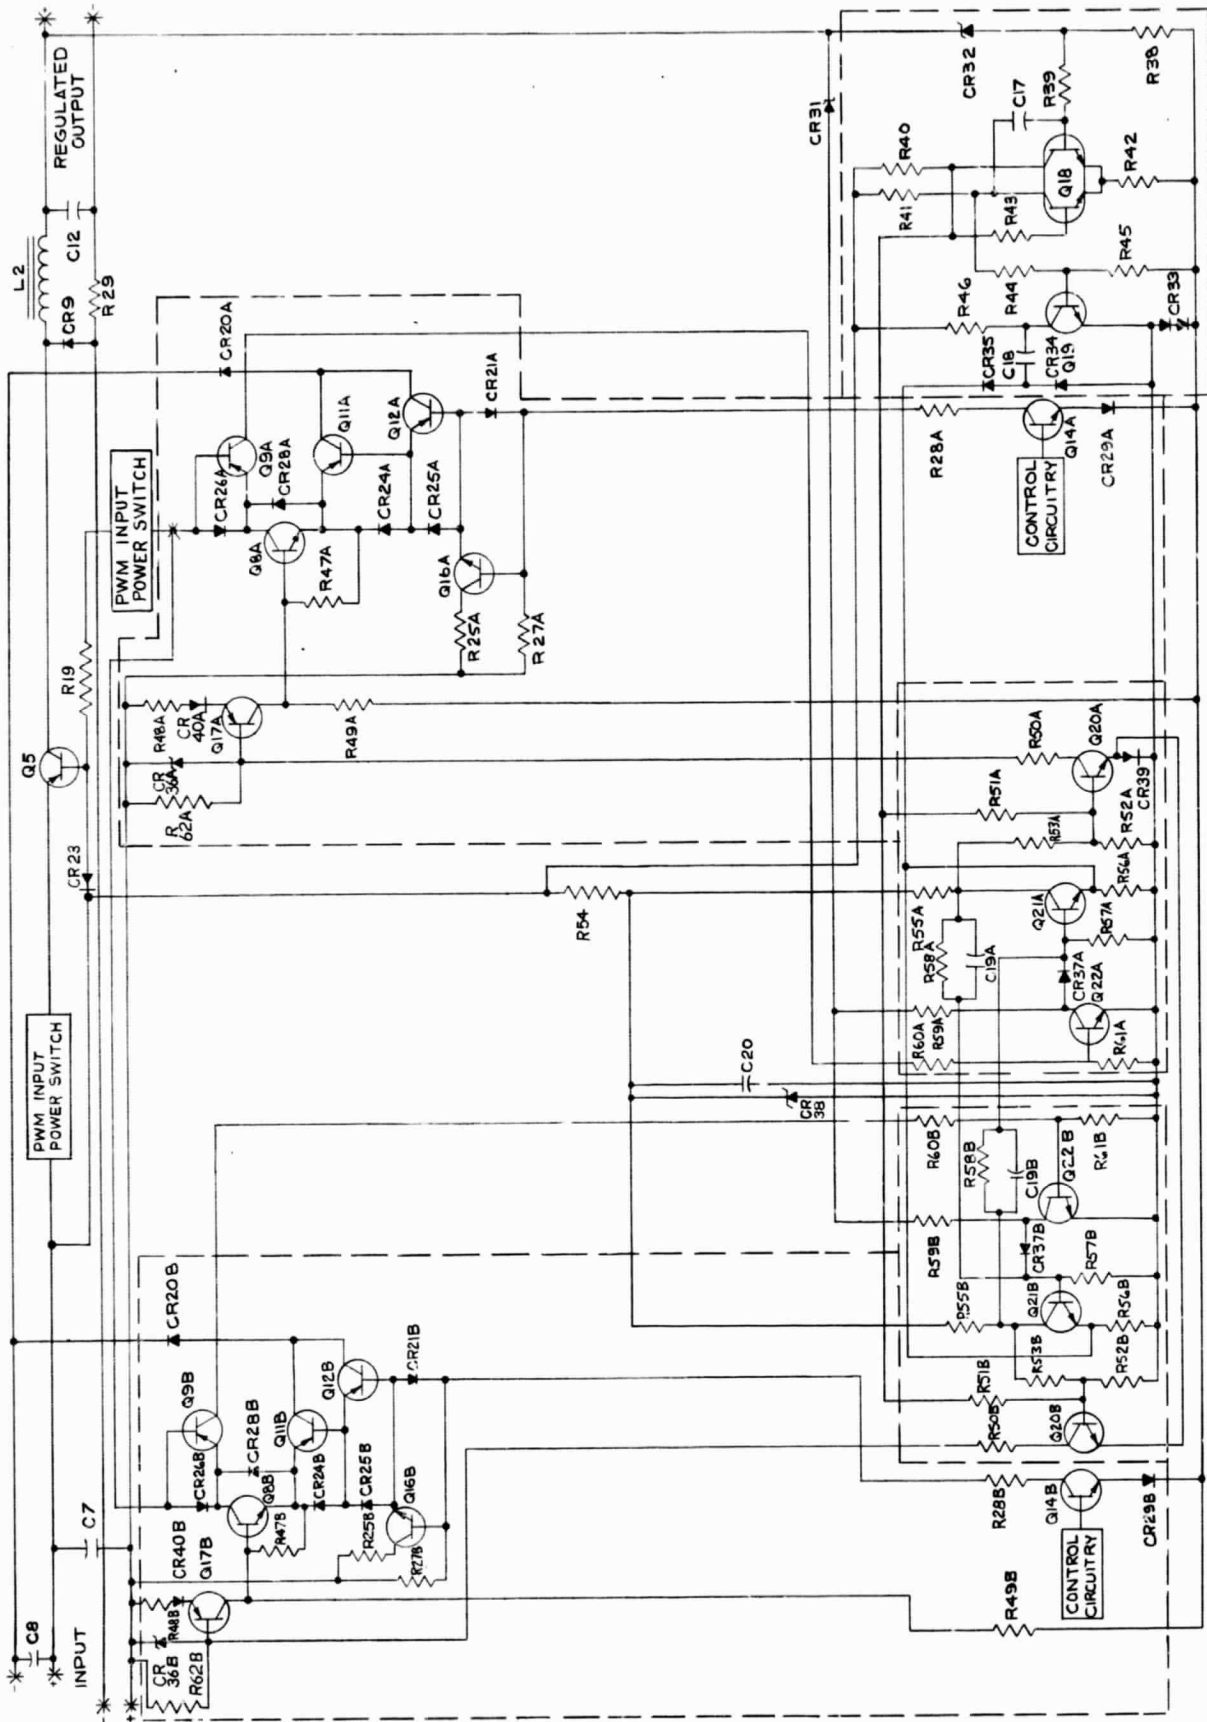 REGULATED
OUTPUT
L2
C12
CR9
R29
CR20A
PWM INPUT
POWER SWITCH
CR26A
Q9A
CR28A
Q11A
Q12A
CR21A
Q8A
R47A
CR24A
CR25A
Q16A
R25A
R27A
R19
Q5
R48A
CR
40A
Q17A
R49A
CR
36A
R
62A
CR23
R54
PWM INPUT
POWER SWITCH
CR31
CR32
R38
R39
C17
R40
R41
Q18
R42
R43
R44
R45
R46
Q19
CR33
CR34
CR35
C18
R28A
Q14A
CR29A
CONTROL
CIRCUITRY
R50A
Q20A
CR39
R51A
R52A
R53A
R55A
Q21A
R56A
R57A
R58A
C19A
CR37A
Q22A
R59A
R60A
R61A
C20
CR
38
R60B
R61B
R58B
C19B
Q22B
R59B
CR37B
R57B
R55B
Q21B
R56B
R53B
R52B
R51B
R50B
Q20B
R28B
Q14B
CR29B
CONTROL
CIRCUITRY
R49B
CR20B
Q9B
CR28B
Q11B
Q12B
CR21B
CR26B
Q8B
CR24B
CR25B
Q16B
R47B
R25B
R27B
C7
CR40B
Q17B
R48B
CR
36B
R62B
C8
INPUT